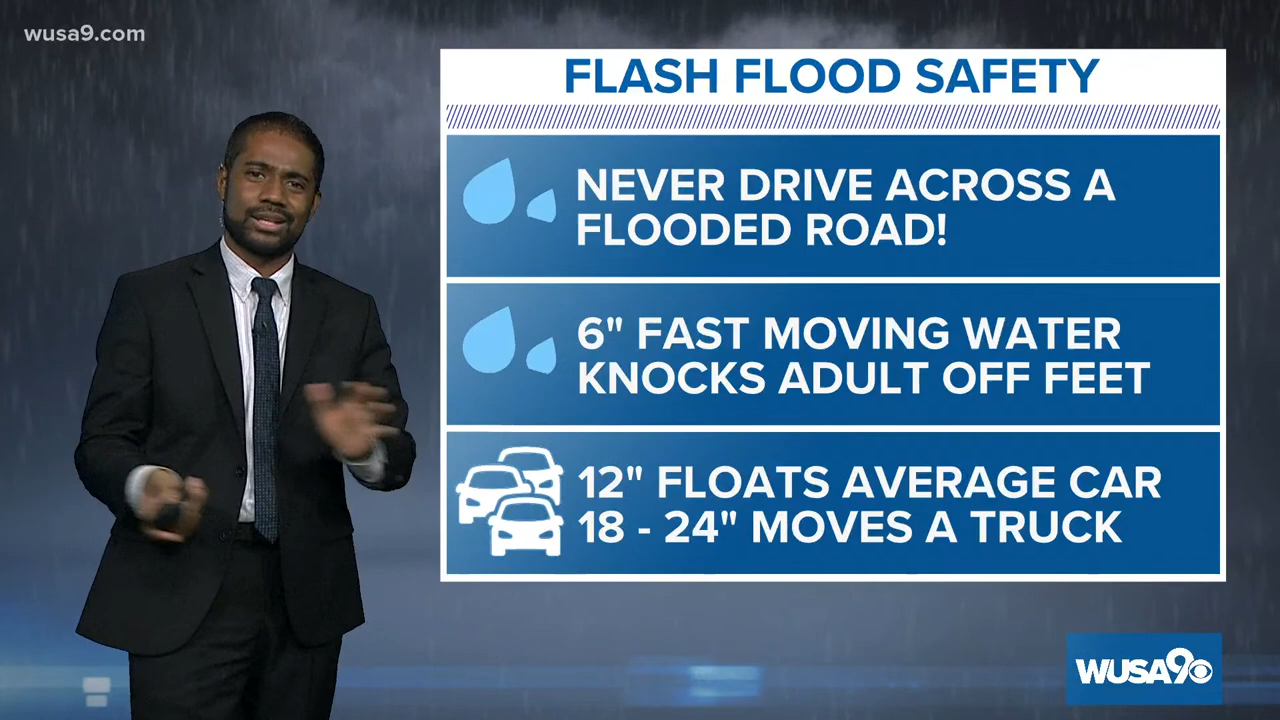 wusa9.com
FLASH FLOOD SAFETY
NEVER DRIVE ACROSS A
FLOODED ROAD!
6" FAST MOVING WATER
KNOCKS ADULT OFF FEET
12" FLOATS AVERAGE CAR
18 - 24" MOVES A TRUCK
WUSA9